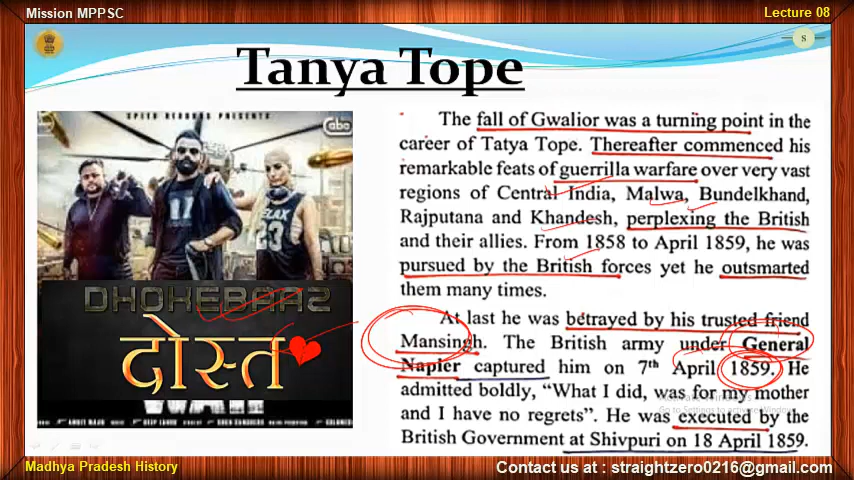 Mission MPPSC
Lecture 08
S
Tanya Tope
SPEED RECORDS PRESENTS
DHOKEBAAZ
दोस्त
The fall of Gwalior was a turning point in the
career of Tatya Tope. Thereafter commenced his
remarkable feats of guerrilla warfare over very vast
regions of Central India, Malwa, Bundelkhand,
Rajputana and Khandesh, perplexing the British
and their allies. From 1858 to April 1859, he was
pursued by the British forces yet he outsmarted
them many times.
At last he was betrayed by his trusted friend
Mansingh. The British army under General
Napier captured him on 7th April 1859. He
admitted boldly, “What I did, was for my mother
and I have no regrets”. He was executed by the
British Government at Shivpuri on 18 April 1859.
Madhya Pradesh History
Contact us at : straightzero0216@gmail.com